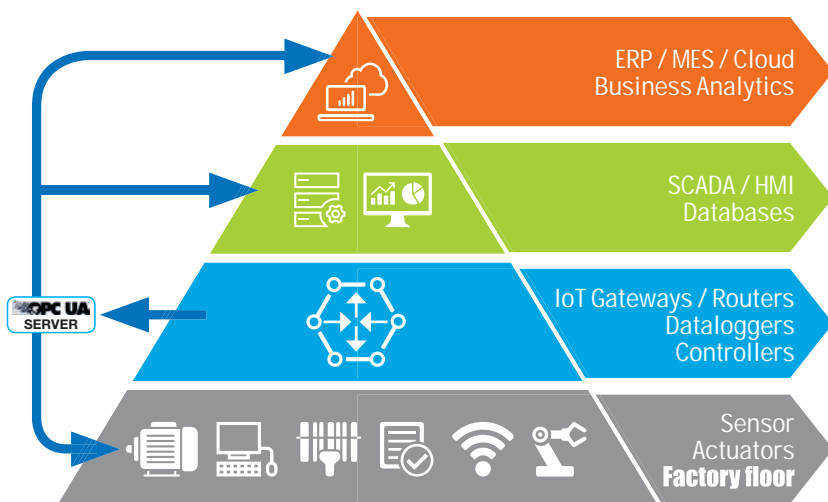 ERP / MES / Cloud
Business Analytics
SCADA / HMI
Databases
OPC UA
SERVER
IoT Gateways / Routers
Dataloggers
Controllers
Sensor
Actuators
Factory floor